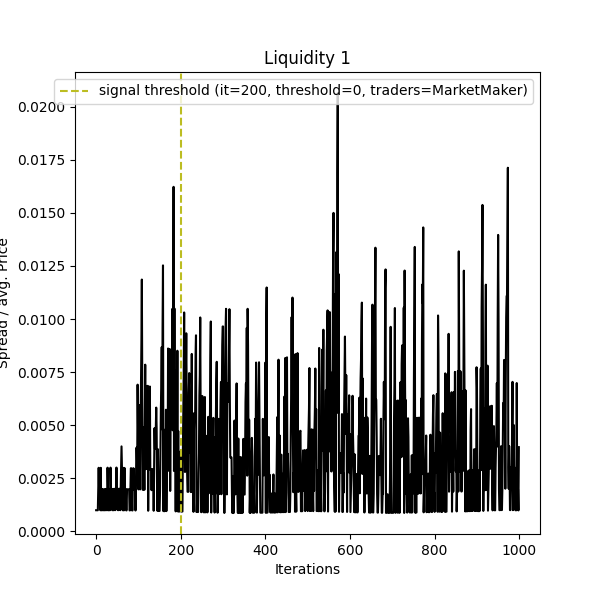 Liquidity 1
signal threshold (it=200, threshold=0, traders=MarketMaker)
0.0200
0.0175
0.0150
0.0125
0.0100
0.0075
0.0050
0.0025
0.0000
Spread / avg. Price
0 200 400 600 800 1000
Iterations